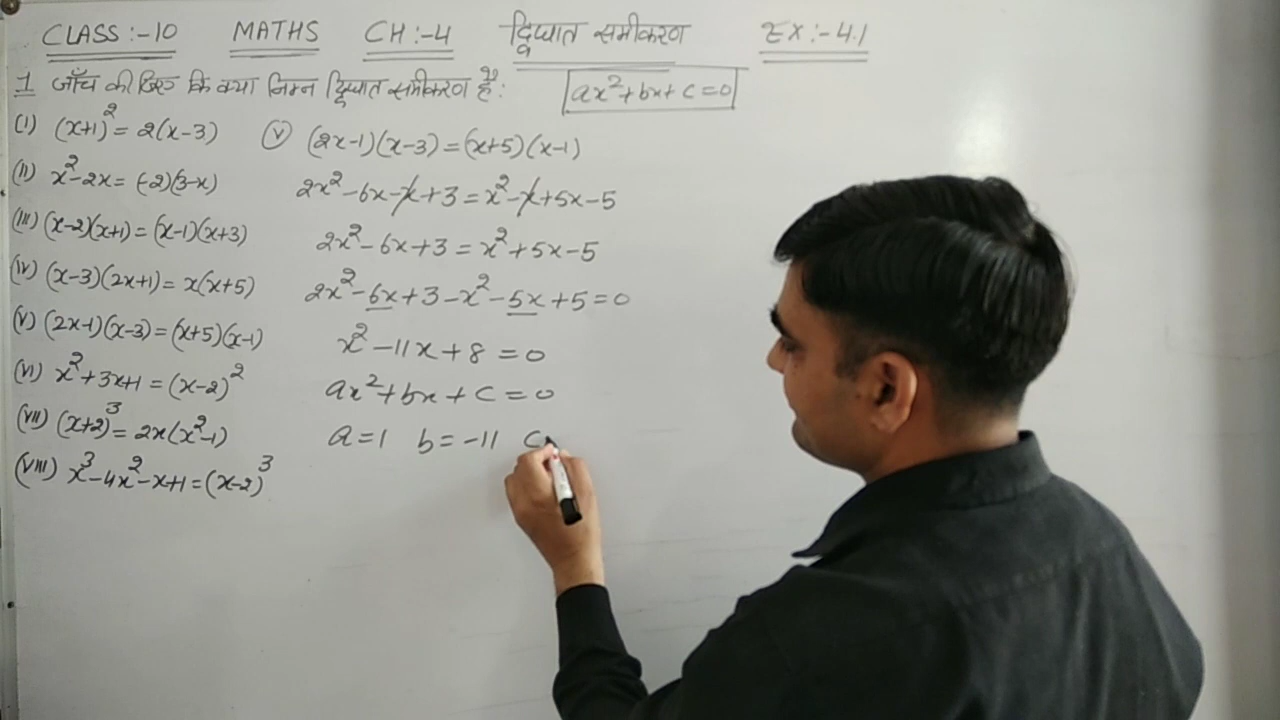 CLASS:-10 MATHS CH:-4 द्विघात समीकरण EX:-4.1
1 जाँच कीजिए कि क्या निम्न द्विघात समीकरण हैं: ax²+bx+c=0
(i) (x+1)²=2(x-3)
(ii) x²-2x=(-2)(3-x)
(iii) (x-2)(x+1)=(x-1)(x+3)
(iv) (x-3)(2x+1)=x(x+5)
(v) (2x-1)(x-3)=(x+5)(x-1)
(vi) x²+3x+1=(x-2)²
(vii) (x+2)³=2x(x²-1)
(viii) x³-4x²-x+1=(x-2)³
(v) (2x-1)(x-3)=(x+5)(x-1)
2x²-6x-x+3=x²-x+5x-5
2x²-6x+3=x²+5x-5
2x²-6x+3-x²-5x+5=0
x²-11x+8=0
ax²+bx+c=0
a=1 b=-11 c